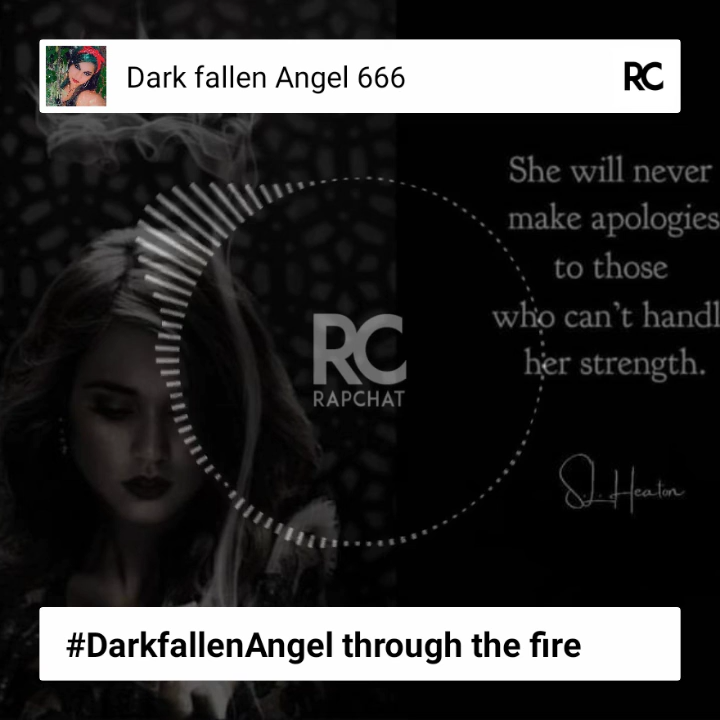 Dark fallen Angel 666
RC
She will never
make apologies
to those
who can't handl
her strength.
RC
RAPCHAT
S.L. Heaton
#DarkfallenAngel through the fire